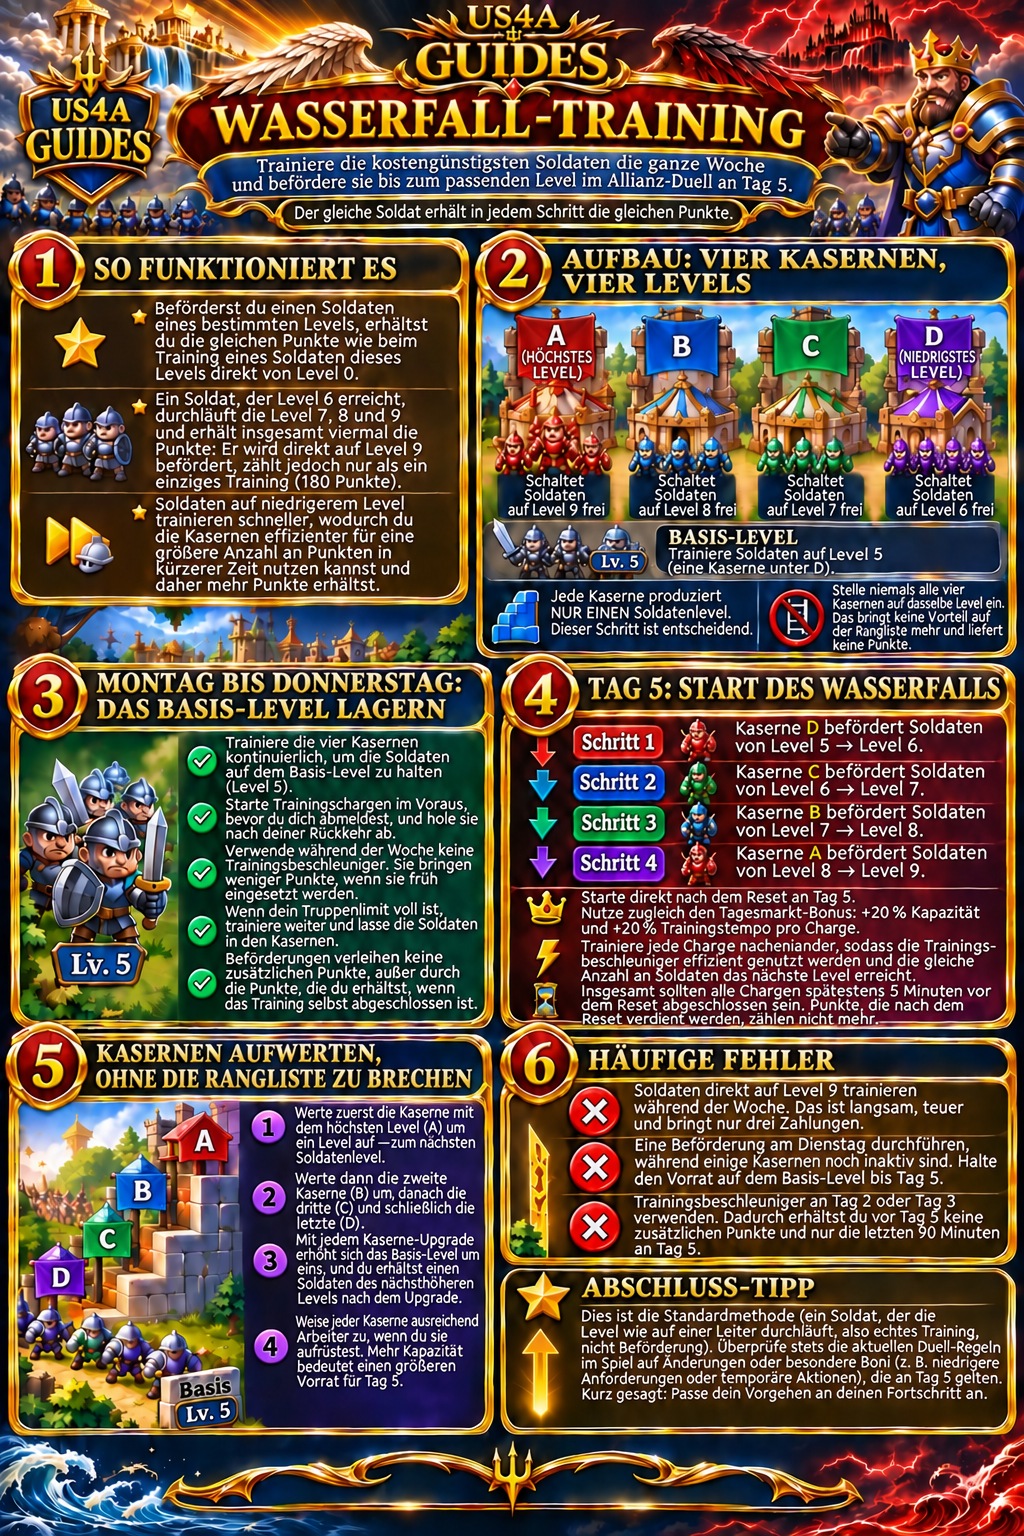 US4A
GUIDES
US4A
GUIDES
WASSERFALL-TRAINING
Trainiere die kostengünstigsten Soldaten die ganze Woche
und befördere sie bis zum passenden Level im Allianz-Duell an Tag 5.
Der gleiche Soldat erhält in jedem Schritt die gleichen Punkte.
1
SO FUNKTIONIERT ES
Beförderst du einen Soldaten
eines bestimmten Levels, erhältst
du die gleichen Punkte wie beim
Training eines Soldaten dieses
Levels direkt von Level 0.
Ein Soldat, der Level 6 erreicht,
durchläuft die Level 7, 8 und 9
und erhält insgesamt viermal die
Punkte: Er wird direkt auf Level 9
befördert, zählt jedoch nur als ein
einziges Training (180 Punkte).
Soldaten auf niedrigerem Level
trainieren schneller, wodurch du
die Kasernen effizienter für eine
größere Anzahl an Punkten in
kürzerer Zeit nutzen kannst und
daher mehr Punkte erhältst.
2
AUFBAU: VIER KASERNEN,
VIER LEVELS
A
(HÖCHSTES
LEVEL)
B
C
D
(NIEDRIGSTES
LEVEL)
Schaltet
Soldaten
auf Level 9 frei
Schaltet
Soldaten
auf Level 8 frei
Schaltet
Soldaten
auf Level 7 frei
Schaltet
Soldaten
auf Level 6 frei
Lv. 5
BASIS-LEVEL
Trainiere Soldaten auf Level 5
(eine Kaserne unter D).
Jede Kaserne produziert
NUR EINEN Soldatenlevel.
Dieser Schritt ist entscheidend.
Stelle niemals alle vier
Kasernen auf dasselbe Level ein.
Das bringt keine Vorteil auf
der Rangliste mehr und liefert
keine Punkte.
3
MONTAG BIS DONNERSTAG:
DAS BASIS-LEVEL LAGERN
Trainiere die vier Kasernen
kontinuierlich, um die Soldaten
auf dem Basis-Level zu halten
(Level 5).
Starte Trainingschargen im Voraus,
bevor du dich abmeldest, und hole sie
nach deiner Rückkehr ab.
Verwende während der Woche keine
Trainingsbeschleuniger. Sie bringen
weniger Punkte, wenn sie früh
eingesetzt werden.
Wenn dein Truppenlimit voll ist,
trainiere weiter und lasse die Soldaten
in den Kasernen.
Beförderungen verleihen keine
zusätzlichen Punkte, außer durch
die Punkte, die du erhältst, wenn
das Training selbst abgeschlossen ist.
Lv. 5
4
TAG 5: START DES WASSERFALLS
Schritt 1
Kaserne D befördert Soldaten
von Level 5 → Level 6.
Schritt 2
Kaserne C befördert Soldaten
von Level 6 → Level 7.
Schritt 3
Kaserne B befördert Soldaten
von Level 7 → Level 8.
Schritt 4
Kaserne A befördert Soldaten
von Level 8 → Level 9.
Starte direkt nach dem Reset an Tag 5.
Nutze zugleich den Tagesmarkt-Bonus: +20 % Kapazität
und +20 % Trainingstempo pro Charge.
Trainiere jede Charge nacheniander, sodass die Trainings-
beschleuniger effizient genutzt werden und die gleiche
Anzahl an Soldaten das nächste Level erreicht.
Insgesamt sollten alle Chargen spätestens 5 Minuten vor
dem Reset abgeschlossen sein. Punkte, die nach dem
Reset verdient werden, zählen nicht mehr.
5
KASERNEN AUFWERTEN,
OHNE DIE RANGLISTE ZU BRECHEN
A
B
C
D
Basis
Lv. 5
1
Werte zuerst die Kaserne mit
dem höchsten Level (A) um
ein Level auf —zum nächsten
Soldatenlevel.
2
Werte dann die zweite
Kaserne (B) um, danach die
dritte (C) und schließlich die
letzte (D).
3
Mit jedem Kaserne-Upgrade
erhöht sich das Basis-Level um
eins, und du erhältst einen
Soldaten des nächsthöheren
Levels nach dem Upgrade.
4
Weise jeder Kaserne ausreichend
Arbeiter zu, wenn du sie
aufrüstest. Mehr Kapazität
bedeutet einen größeren
Vorrat für Tag 5.
6
HÄUFIGE FEHLER
Soldaten direkt auf Level 9 trainieren
während der Woche. Das ist langsam, teuer
und bringt nur drei Zahlungen.
Eine Beförderung am Dienstag durchführen,
während einige Kasernen noch inaktiv sind. Halte
den Vorrat auf dem Basis-Level bis Tag 5.
Trainingsbeschleuniger an Tag 2 oder Tag 3
verwenden. Dadurch erhältst du vor Tag 5 keine
zusätzlichen Punkte und nur die letzten 90 Minuten
an Tag 5.
ABSCHLUSS-TIPP
Dies ist die Standardmethode (ein Soldat, der die
Level wie auf einer Leiter durchläuft, also echtes Training,
nicht Beförderung). Überprüfe stets die aktuellen Duell-Regeln
im Spiel auf Änderungen oder besondere Boni (z. B. niedrigere
Anforderungen oder temporäre Aktionen), die an Tag 5 gelten.
Kurz gesagt: Passe dein Vorgehen an deinen Fortschritt an.